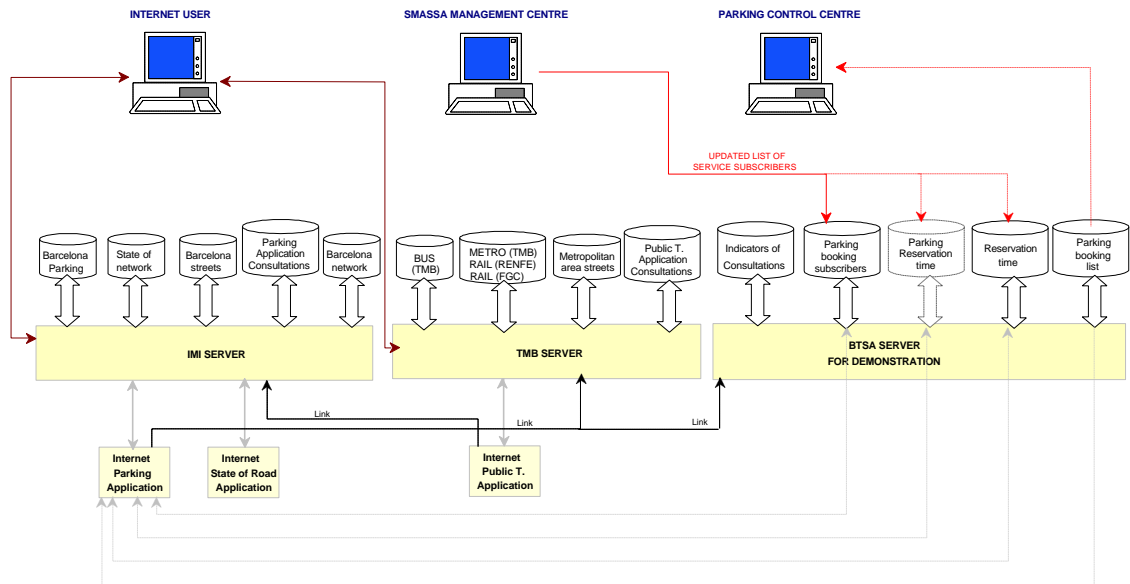 INTERNET USER
SMASSA MANAGEMENT CENTRE
PARKING CONTROL CENTRE
UPDATED LIST OF
SERVICE SUBSCRIBERS
Barcelona
Parking
State of
network
Barcelona
streets
Parking
Application
Consultations
Barcelona
network
BUS
(TMB)
METRO (TMB)
RAIL (RENFE)
RAIL (FGC)
Metropolitan
area streets
Public T.
Application
Consultations
Indicators of
Consultations
Parking
booking
subscribers
Parking
Reservation
time
Reservation
time
Parking
booking
list
IMI SERVER
TMB SERVER
BTSA SERVER
FOR DEMONSTRATION
Link
Link
Link
Internet
Parking
Application
Internet
State of Road
Application
Internet
Public T.
Application